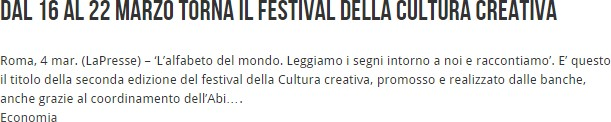 DAL 16 AL 22 MARZO TORNA IL FESTIVAL DELLA CULTURA CREATIVA
Roma, 4 mar. (LaPresse) – ‘L’alfabeto del mondo. Leggiamo i segni intorno a noi e raccontiamo’. E’ questo
il titolo della seconda edizione del festival della Cultura creativa, promosso e realizzato dalle banche,
anche grazie al coordinamento dell’Abi….
Economia